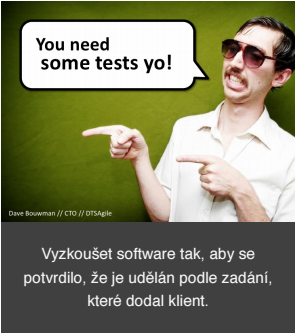 You need
some tests yo!
Dave Bouwman // CTO // DTSAgile
Vyzkoušet software tak, aby se
potvrdilo, že je udělán podle zadání,
které dodal klient.